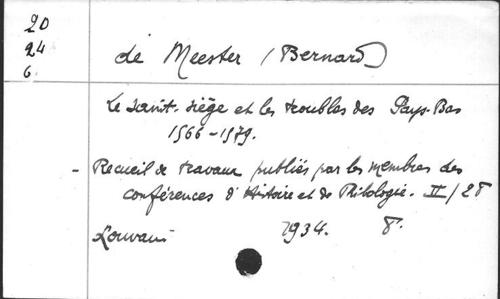 20
24
6.
de Meester (Bernard)
Le Saint-Siège et les troubles des Pays-Bas
1566-1579.
- Recueil de travaux publiés par les membres des
conférences d'Histoire et de Philologie. II/28
Louvain 1934. 8°.